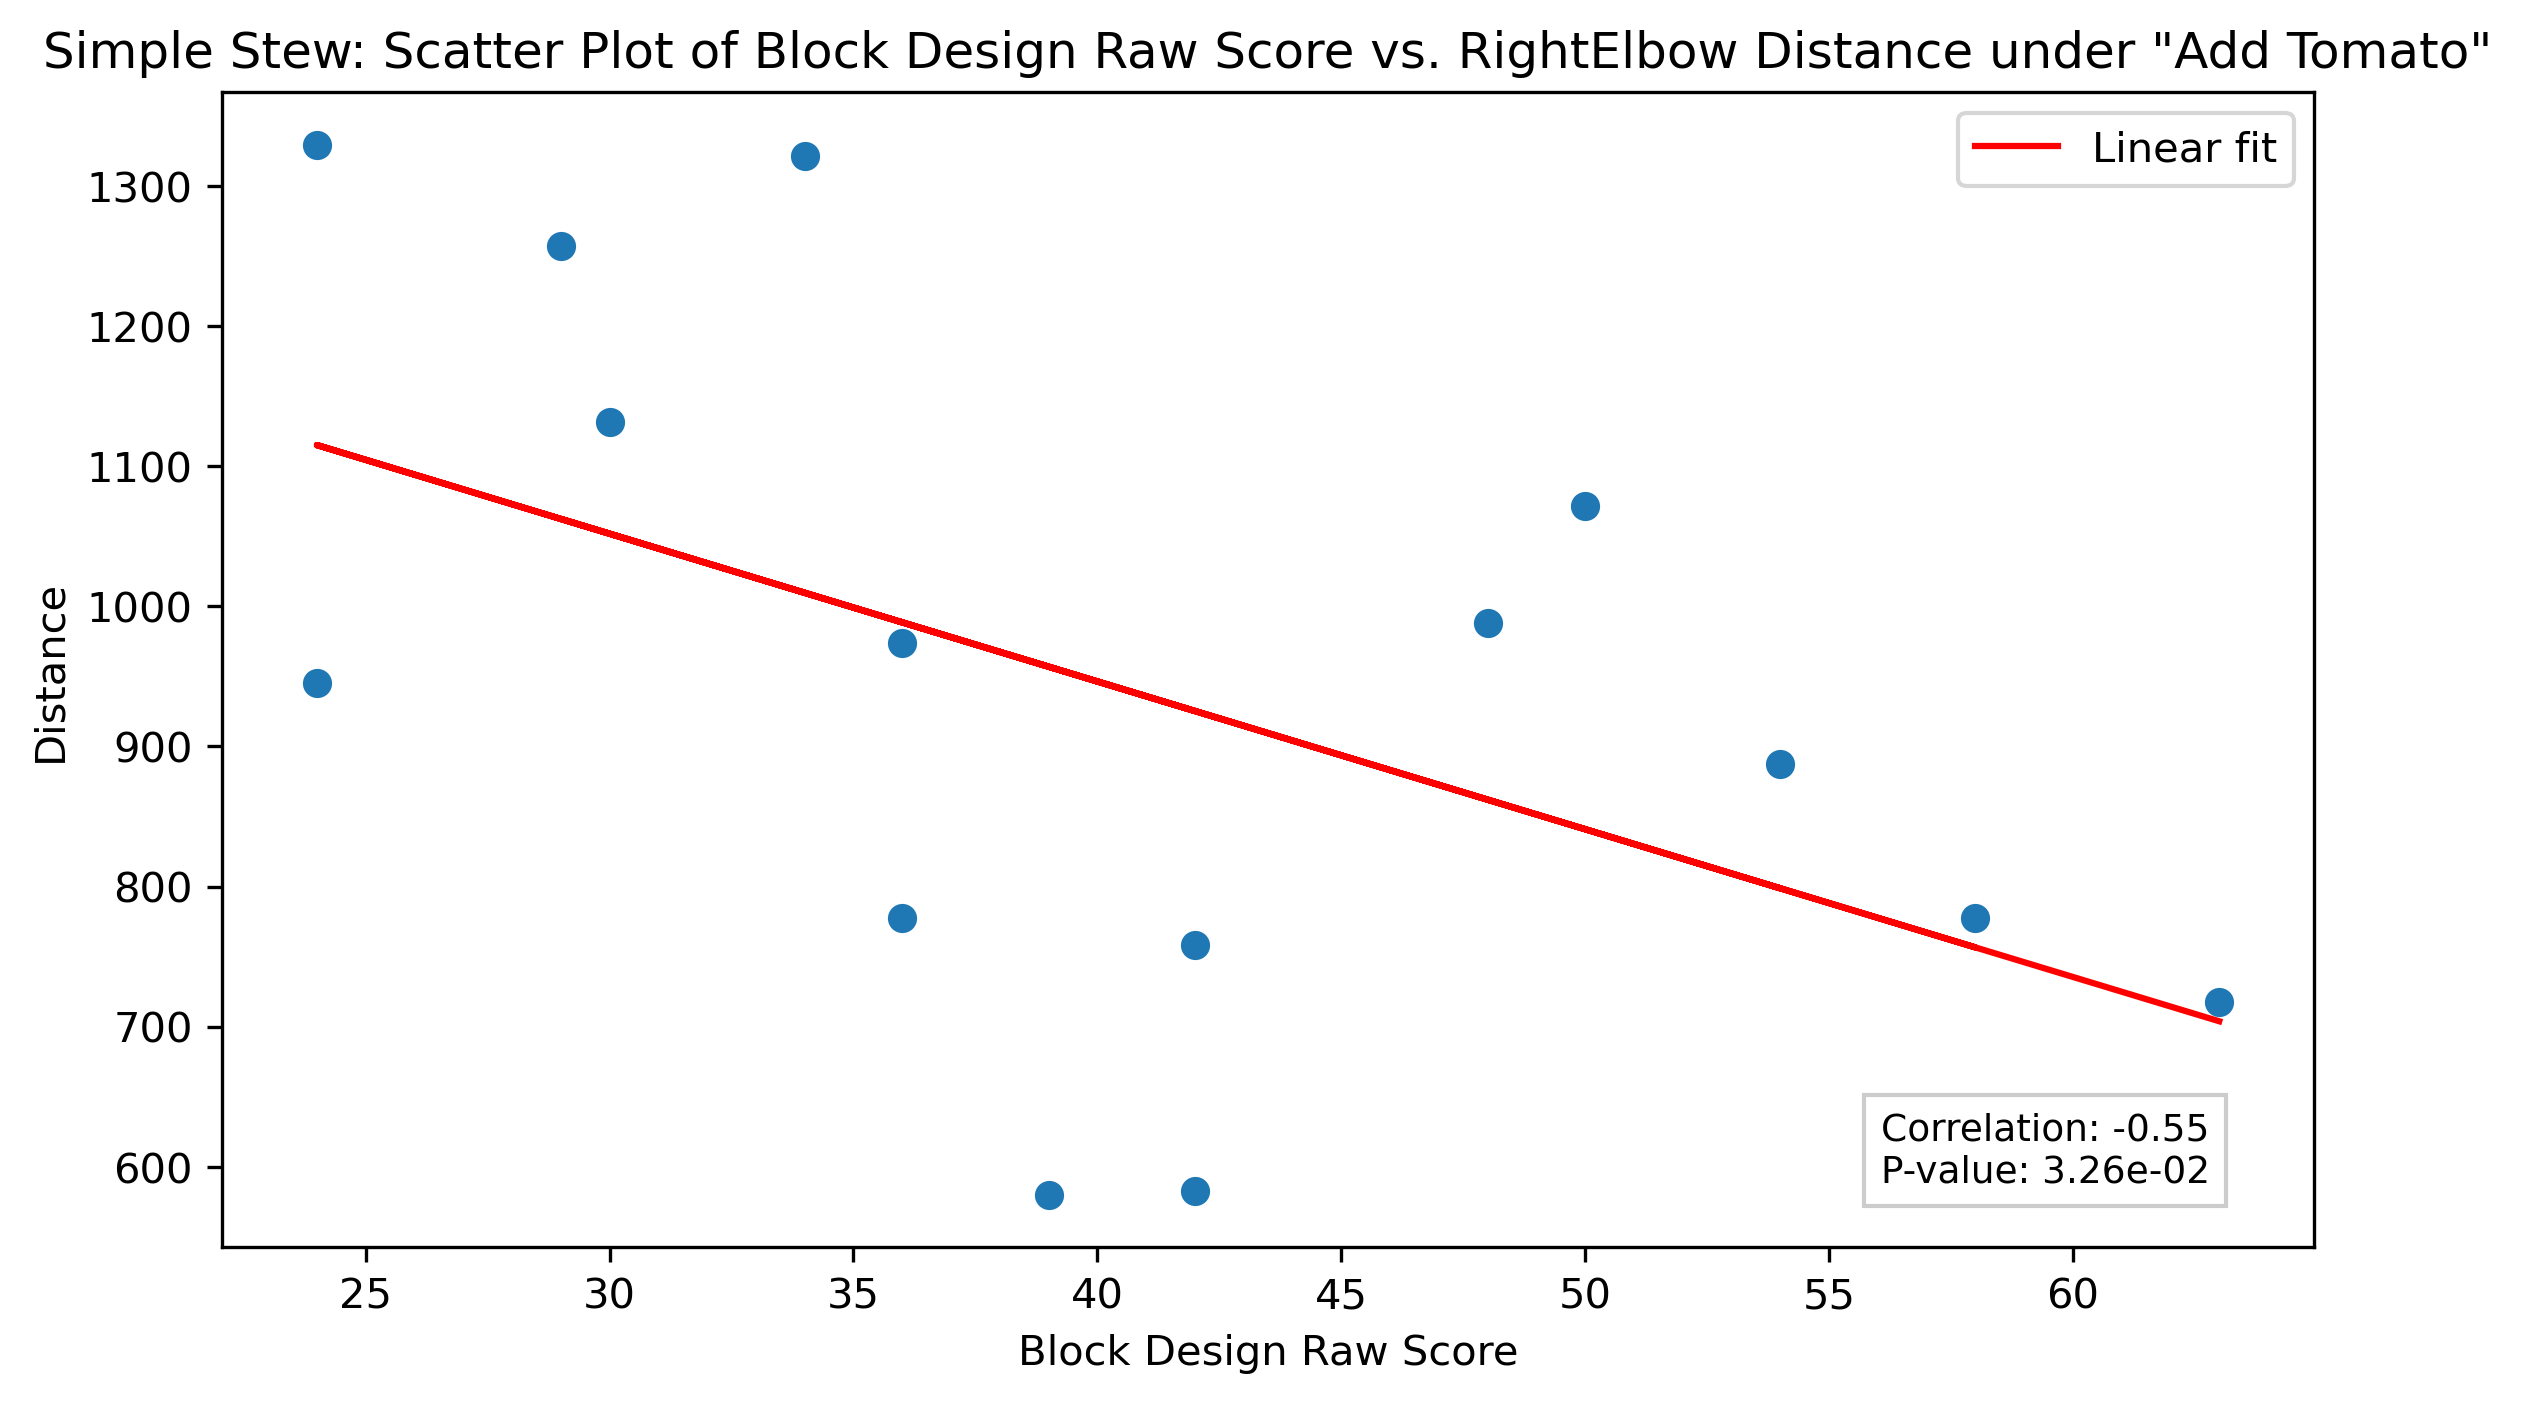 Simple Stew: Scatter Plot of Block Design Raw Score vs. RightElbow Distance under "Add Tomato"
Linear fit
1300
1200
1100
1000
900
800
700
600
Distance
Correlation: -0.55
P-value: 3.26e-02
25 30 35 40 45 50 55 60
Block Design Raw Score